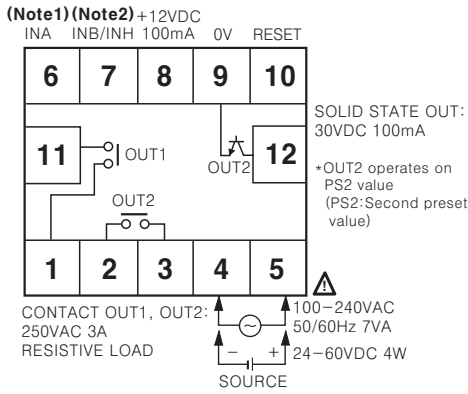 (Note1) (Note2) +12VDC
INA INB/INH 100mA 0V RESET
6 7 8 9 10
SOLID STATE OUT:
30VDC 100mA
11 OUT1 OUT2 12
*OUT2 operates on
PS2 value
(PS2:Second preset
value)
OUT2
1 2 3 4 5
CONTACT OUT1, OUT2:
250VAC 3A
RESISTIVE LOAD
100-240VAC
50/60Hz 7VA
24-60VDC 4W
SOURCE